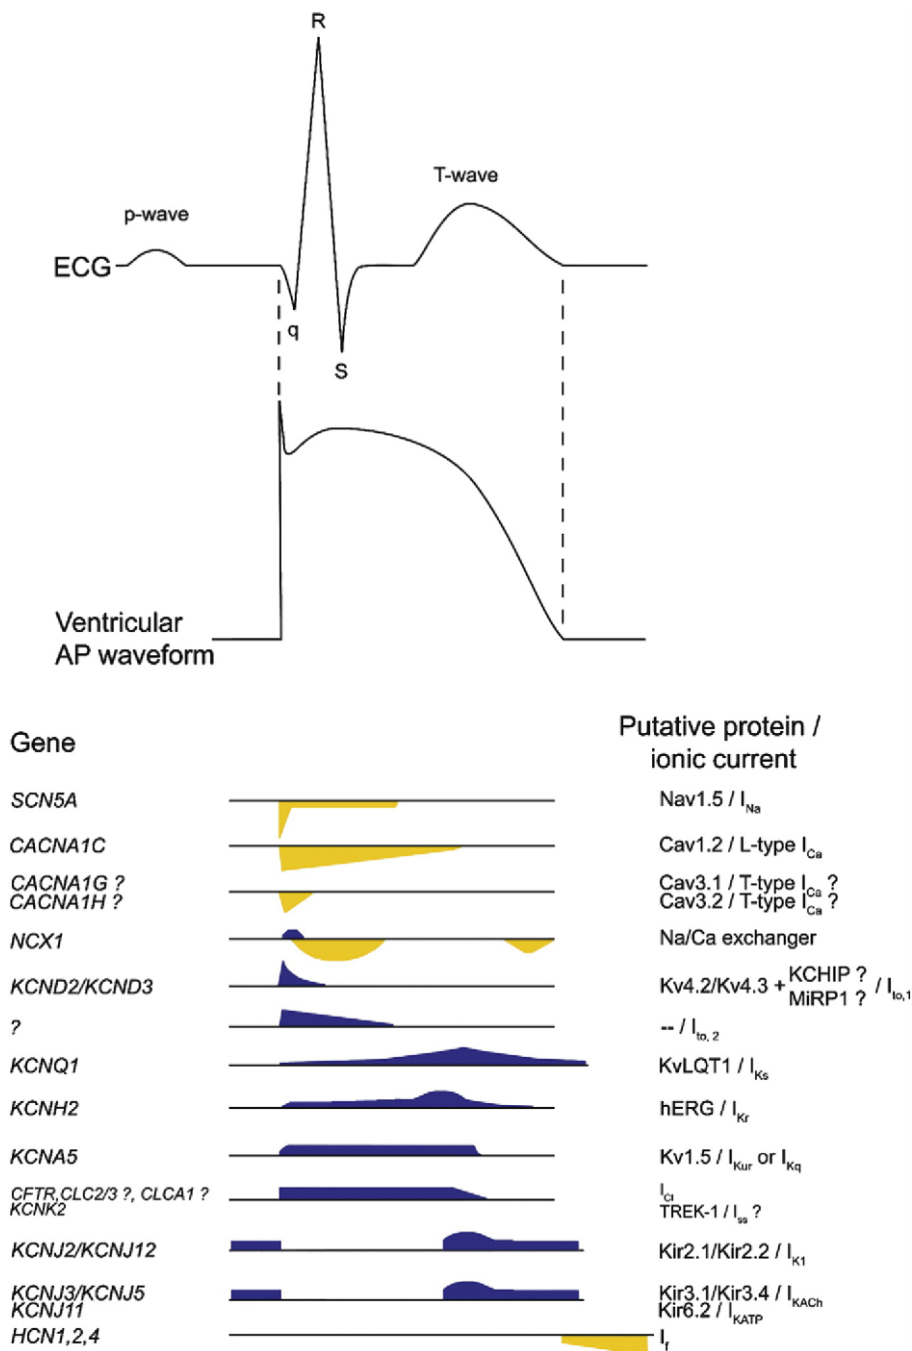 R
T-wave
p-wave
ECG
q
S
Ventricular
AP waveform
Gene
Putative protein /
ionic current
SCN5A
Nav1.5 / INa
CACNA1C
Cav1.2 / L-type ICa
CACNA1G ?
Cav3.1 / T-type ICa ?
CACNA1H ?
Cav3.2 / T-type ICa ?
NCX1
Na/Ca exchanger
KCND2/KCND3
Kv4.2/Kv4.3 + KCHIP ? MiRP1 ? / Ito,1
?
-- / Ito, 2
KCNQ1
KvLQT1 / IKs
KCNH2
hERG / IKr
KCNA5
Kv1.5 / IKur or IKq
CFTR,CLC2/3 ?, CLCA1 ?
ICl
KCNK2
TREK-1 / Iss ?
KCNJ2/KCNJ12
Kir2.1/Kir2.2 / IK1
KCNJ3/KCNJ5
Kir3.1/Kir3.4 / IKACh
KCNJ11
Kir6.2 / IKATP
HCN1,2,4
If